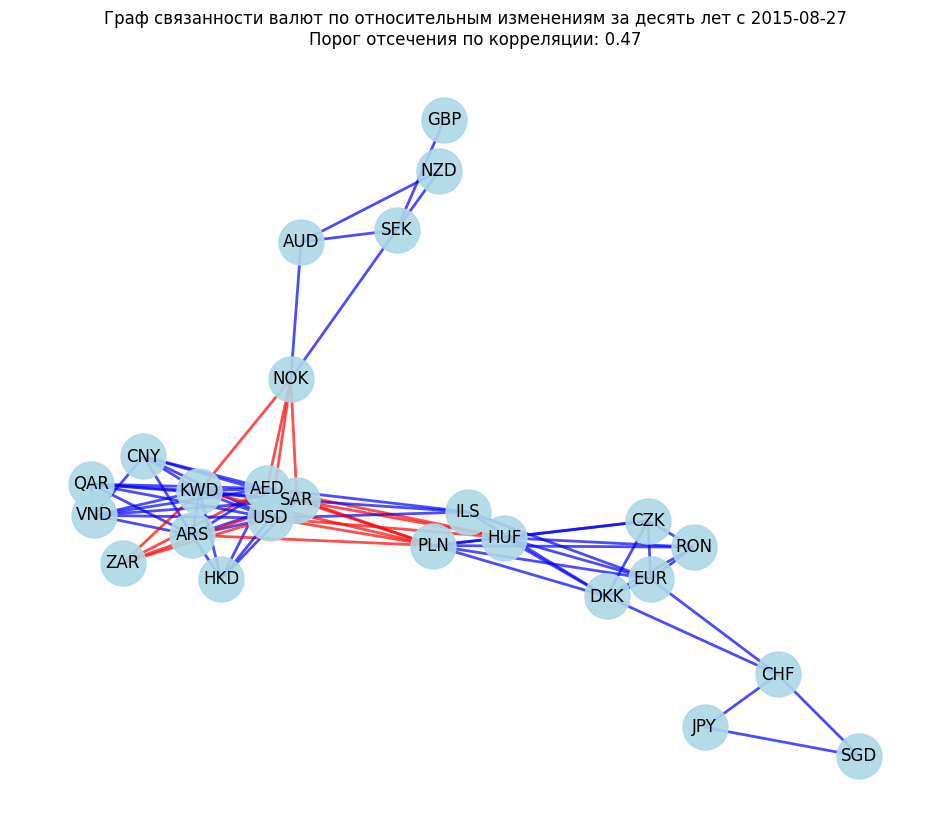 Граф связанности валют по относительным изменениям за десять лет с 2015-08-27
Порог отсечения по корреляции: 0.47
GBP
NZD
SEK
AUD
NOK
CNY
QAR
KWD
AED
SAR
VND
USD
ARS
ZAR
HKD
ILS
HUF
PLN
CZK
RON
EUR
DKK
CHF
JPY
SGD